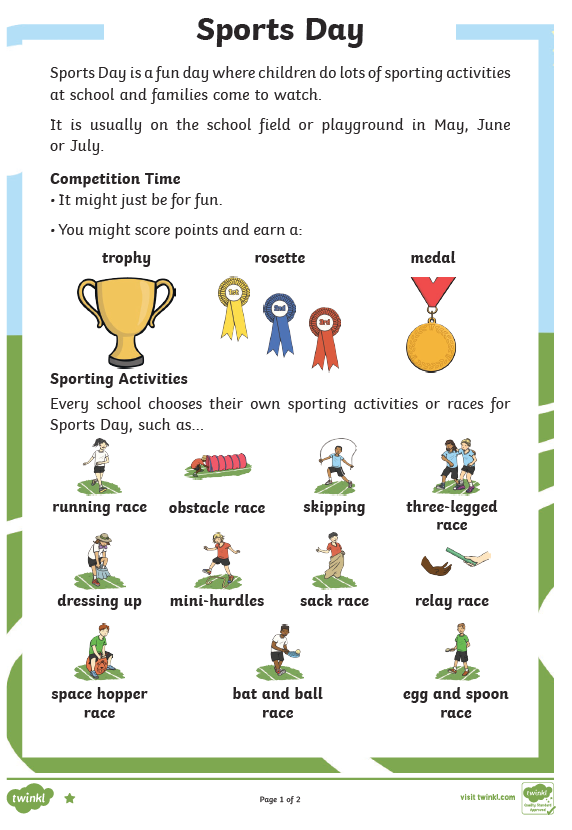 Sports Day
Sports Day is a fun day where children do lots of sporting activities
at school and families come to watch.
It is usually on the school field or playground in May, June
or July.
Competition Time
• It might just be for fun.
• You might score points and earn a:
trophy rosette medal
1st
2nd
3rd
Sporting Activities
Every school chooses their own sporting activities or races for
Sports Day, such as...
running race obstacle race skipping three-legged
race
dressing up mini-hurdles sack race relay race
space hopper bat and ball egg and spoon
race race race
twinkl Page 1 of 2 visit twinkl.com
twinkl
Quality Standard
Approved